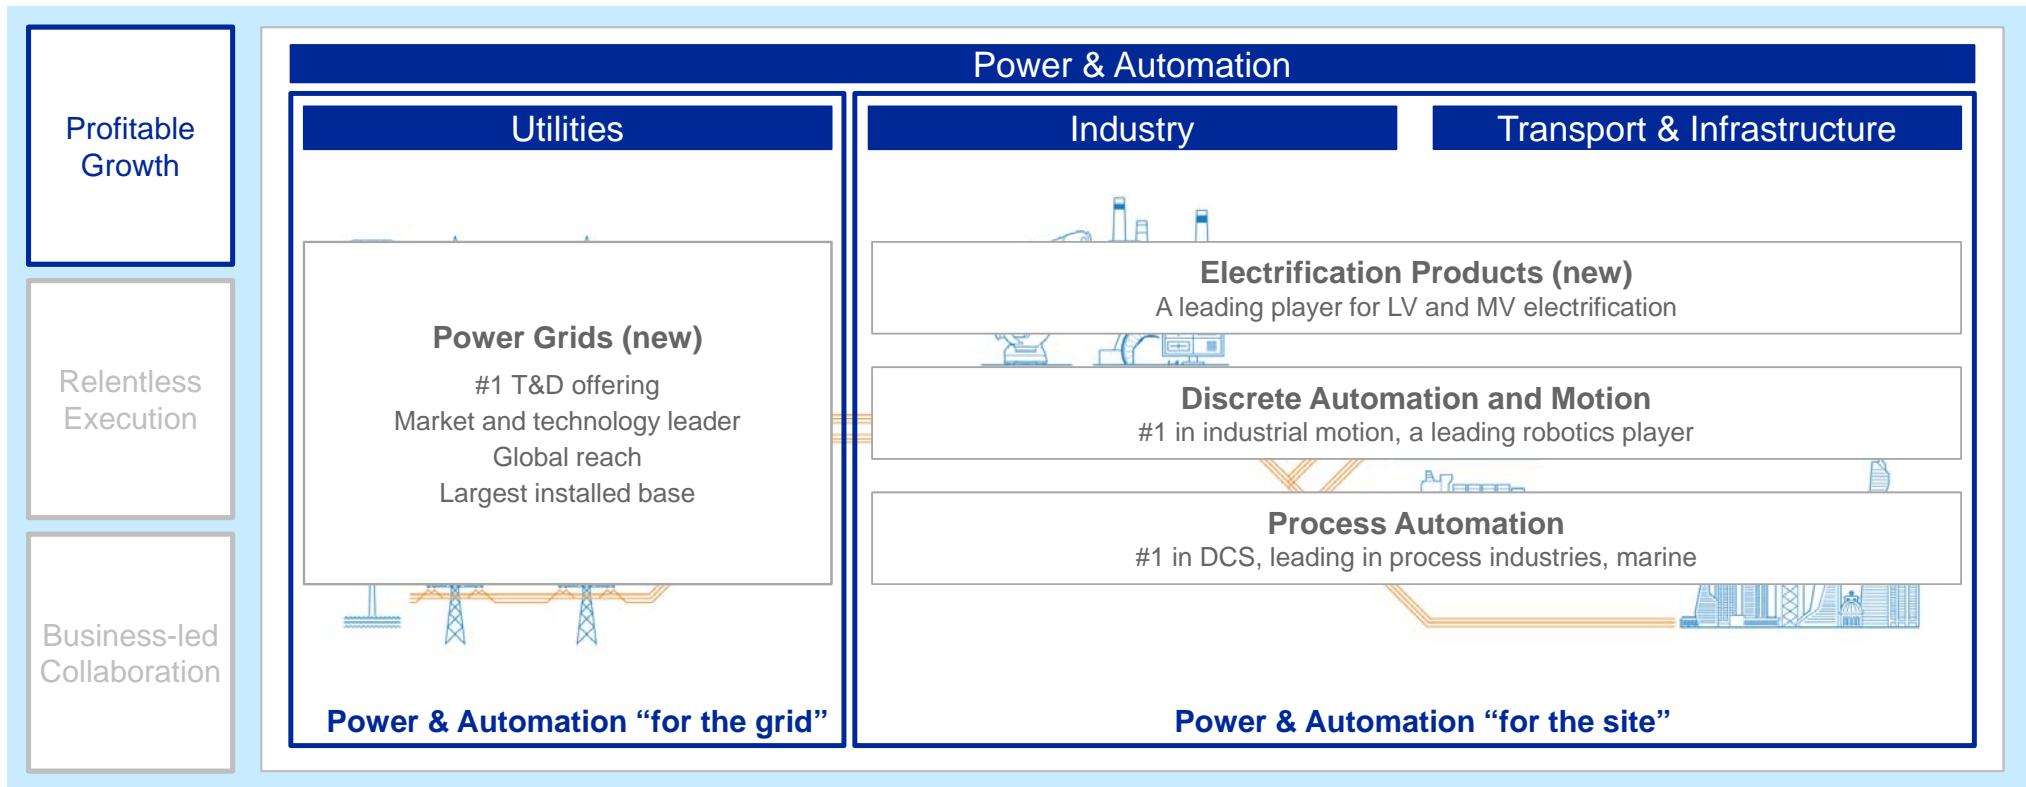 Profitable
Growth
Relentless
Execution
Business-led
Collaboration
Power & Automation
Utilities
Power Grids (new)
#1 T&D offering
Market and technology leader
Global reach
Largest installed base
Power & Automation “for the grid”
Industry
Transport & Infrastructure
Electrification Products (new)
A leading player for LV and MV electrification
Discrete Automation and Motion
#1 in industrial motion, a leading robotics player
Process Automation
#1 in DCS, leading in process industries, marine
Power & Automation “for the site”